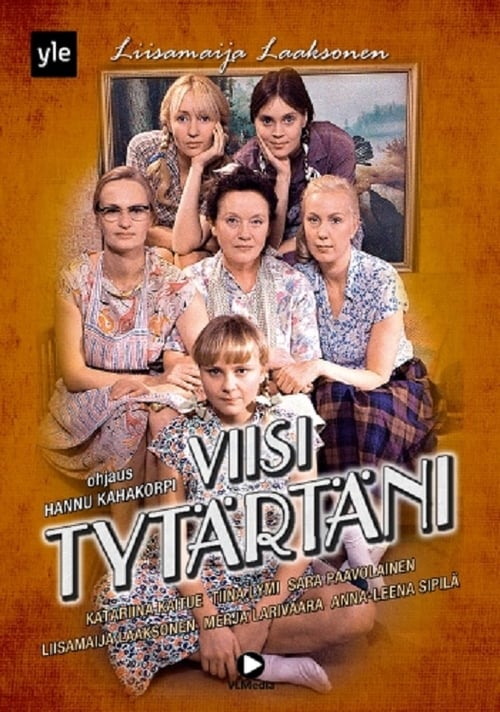 yle
Liisamaija Laaksonen
ohjaus
HANNU KAHAKORPI
VIISI
TYTÄRTÄNI
KATARIINA KAITUE TIINA LYMI SARA PAAVOLAINEN
LIISAMAIJA LAAKSONEN, MERJA LARIVAARA ANNA-LEENA SIPILÄ
VLMedia